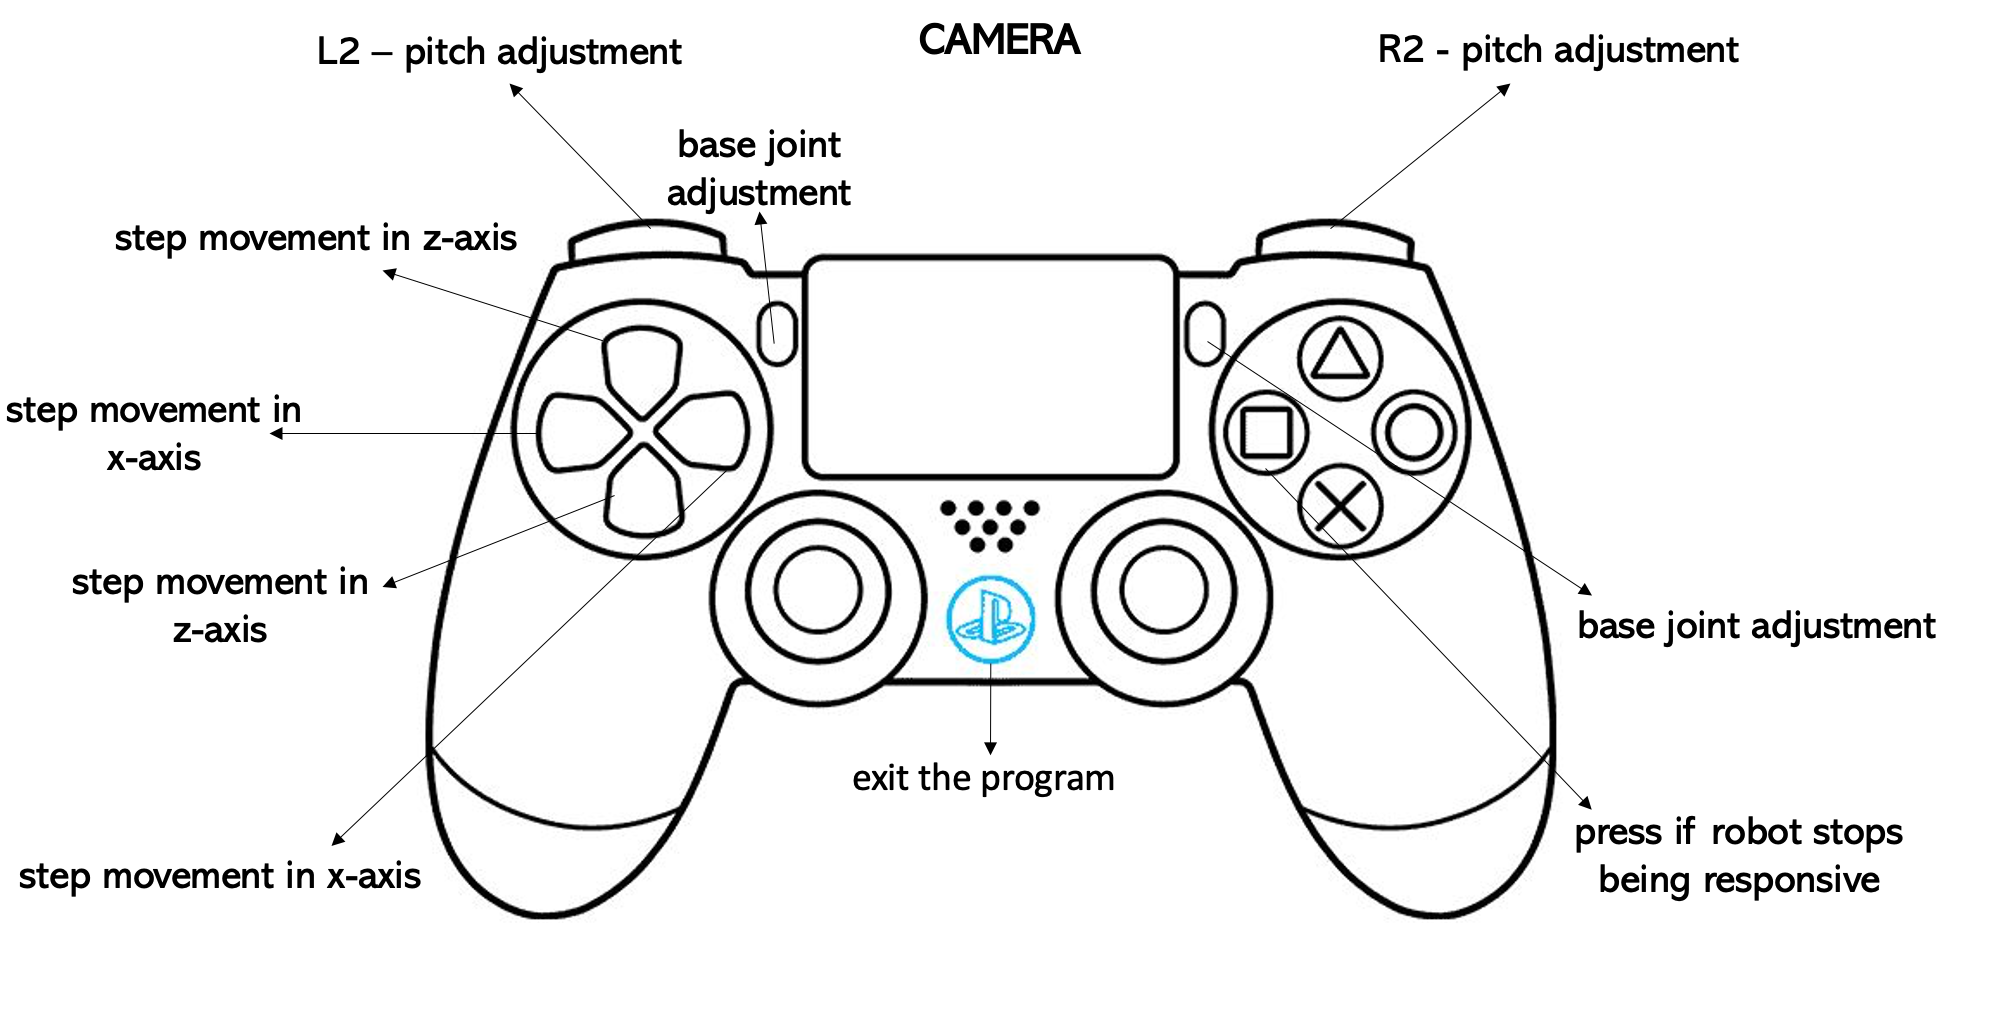 CAMERA
L2 – pitch adjustment
R2 - pitch adjustment
base joint
adjustment
step movement in z-axis
step movement in
x-axis
step movement in
z-axis
base joint adjustment
exit the program
press if robot stops
being responsive
step movement in x-axis